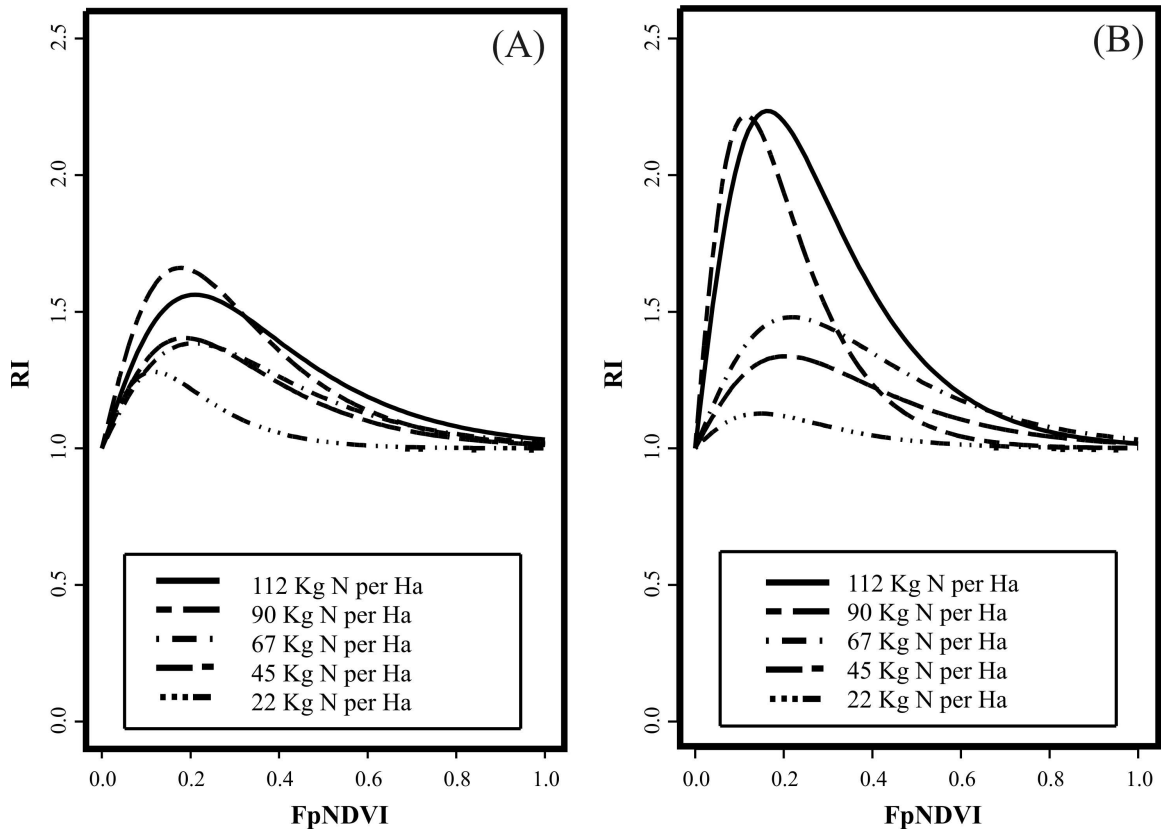 (A)
2.5
2.0
1.5
1.0
0.5
0.0
RI
112 Kg N per Ha
90 Kg N per Ha
67 Kg N per Ha
45 Kg N per Ha
22 Kg N per Ha
0.0 0.2 0.4 0.6 0.8 1.0
FpNDVI
(B)
2.5
2.0
1.5
1.0
0.5
0.0
RI
112 Kg N per Ha
90 Kg N per Ha
67 Kg N per Ha
45 Kg N per Ha
22 Kg N per Ha
0.0 0.2 0.4 0.6 0.8 1.0
FpNDVI